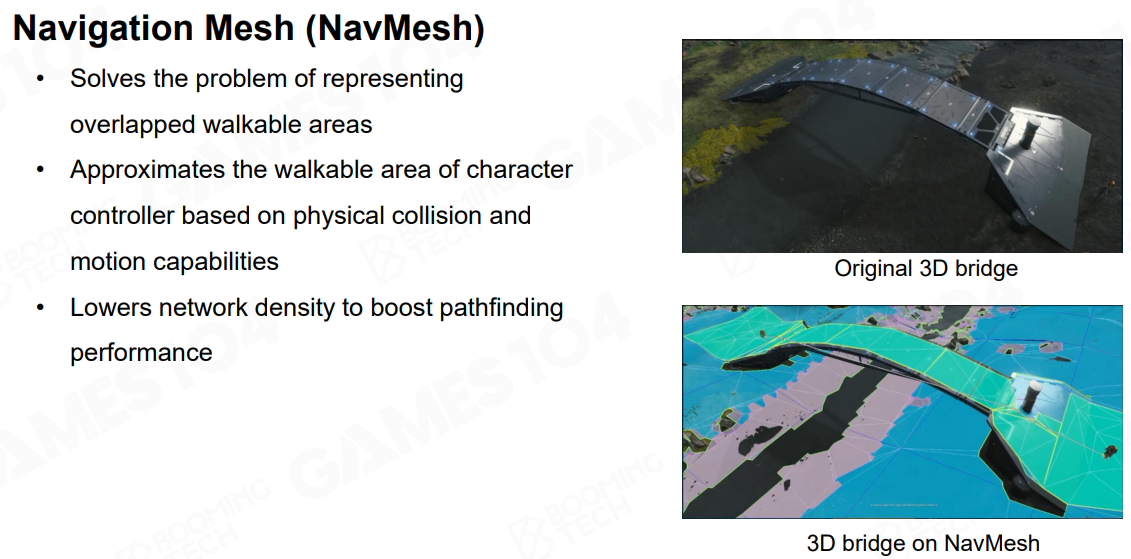 Navigation Mesh (NavMesh)
• Solves the problem of representing
overlapped walkable areas
• Approximates the walkable area of character
controller based on physical collision and
motion capabilities
• Lowers network density to boost pathfinding
performance
Original 3D bridge
3D bridge on NavMesh
GAMES104
BOOMING
TECH